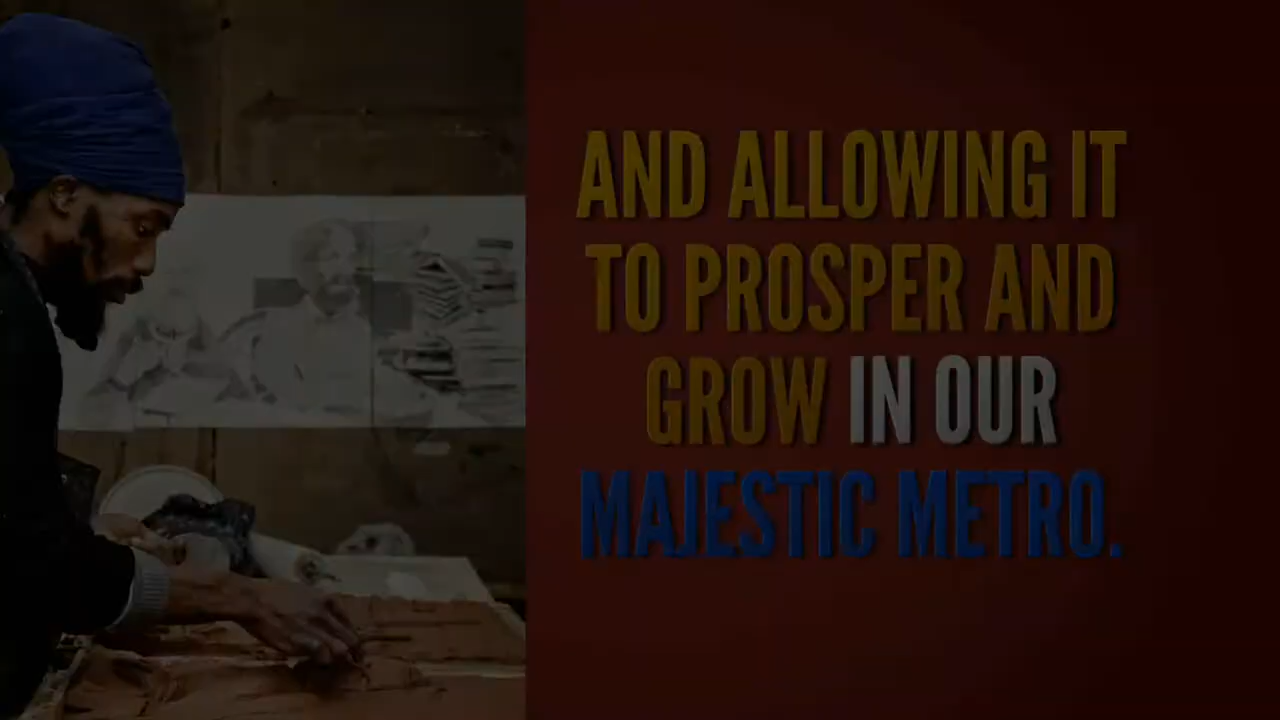 AND ALLOWING IT
TO PROSPER AND
GROW IN OUR
MAJESTIC METRO.